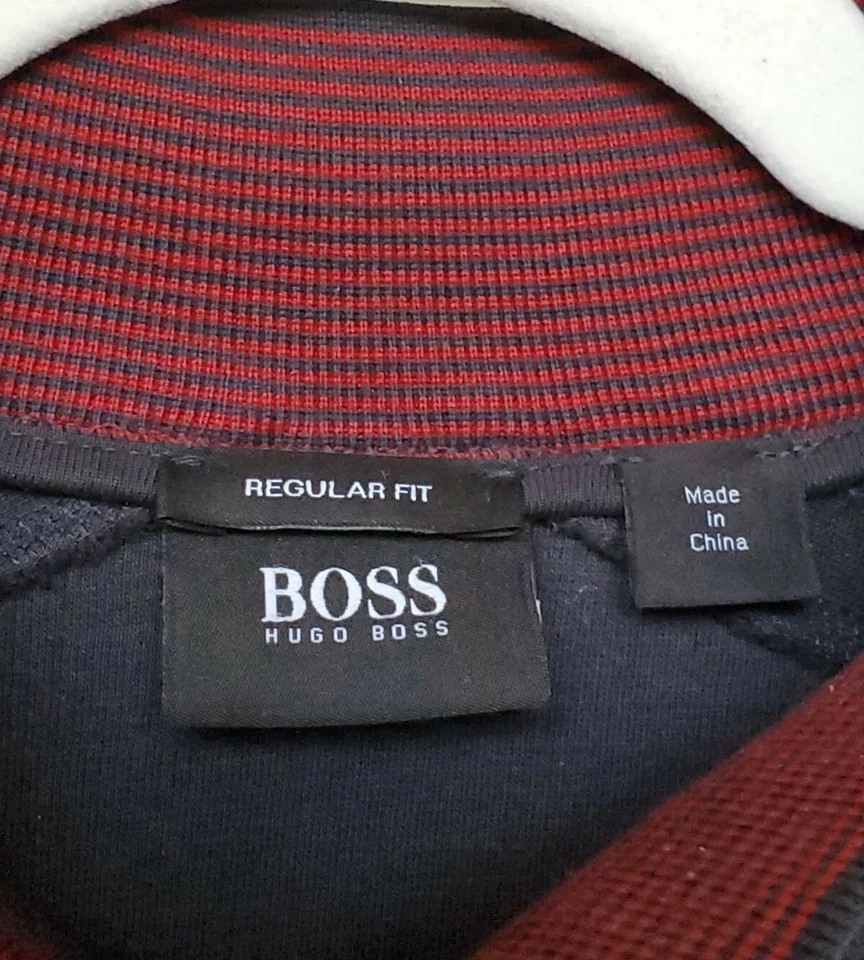 REGULAR FIT
BOSS
HUGO BOSS
Made
in
China